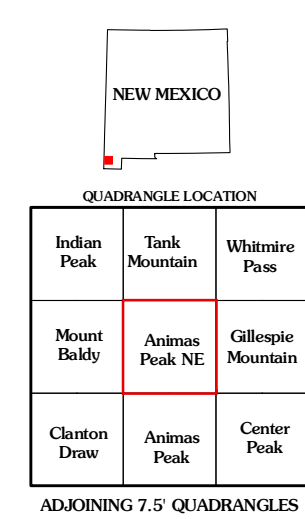 NEW MEXICO
QUADRANGLE LOCATION
Indian
Peak
Tank
Mountain
Whitmire
Pass
Mount
Baldy
Animas
Peak NE
Gillespie
Mountain
Clanton
Draw
Animas
Peak
Center
Peak
ADJOINING 7.5' QUADRANGLES